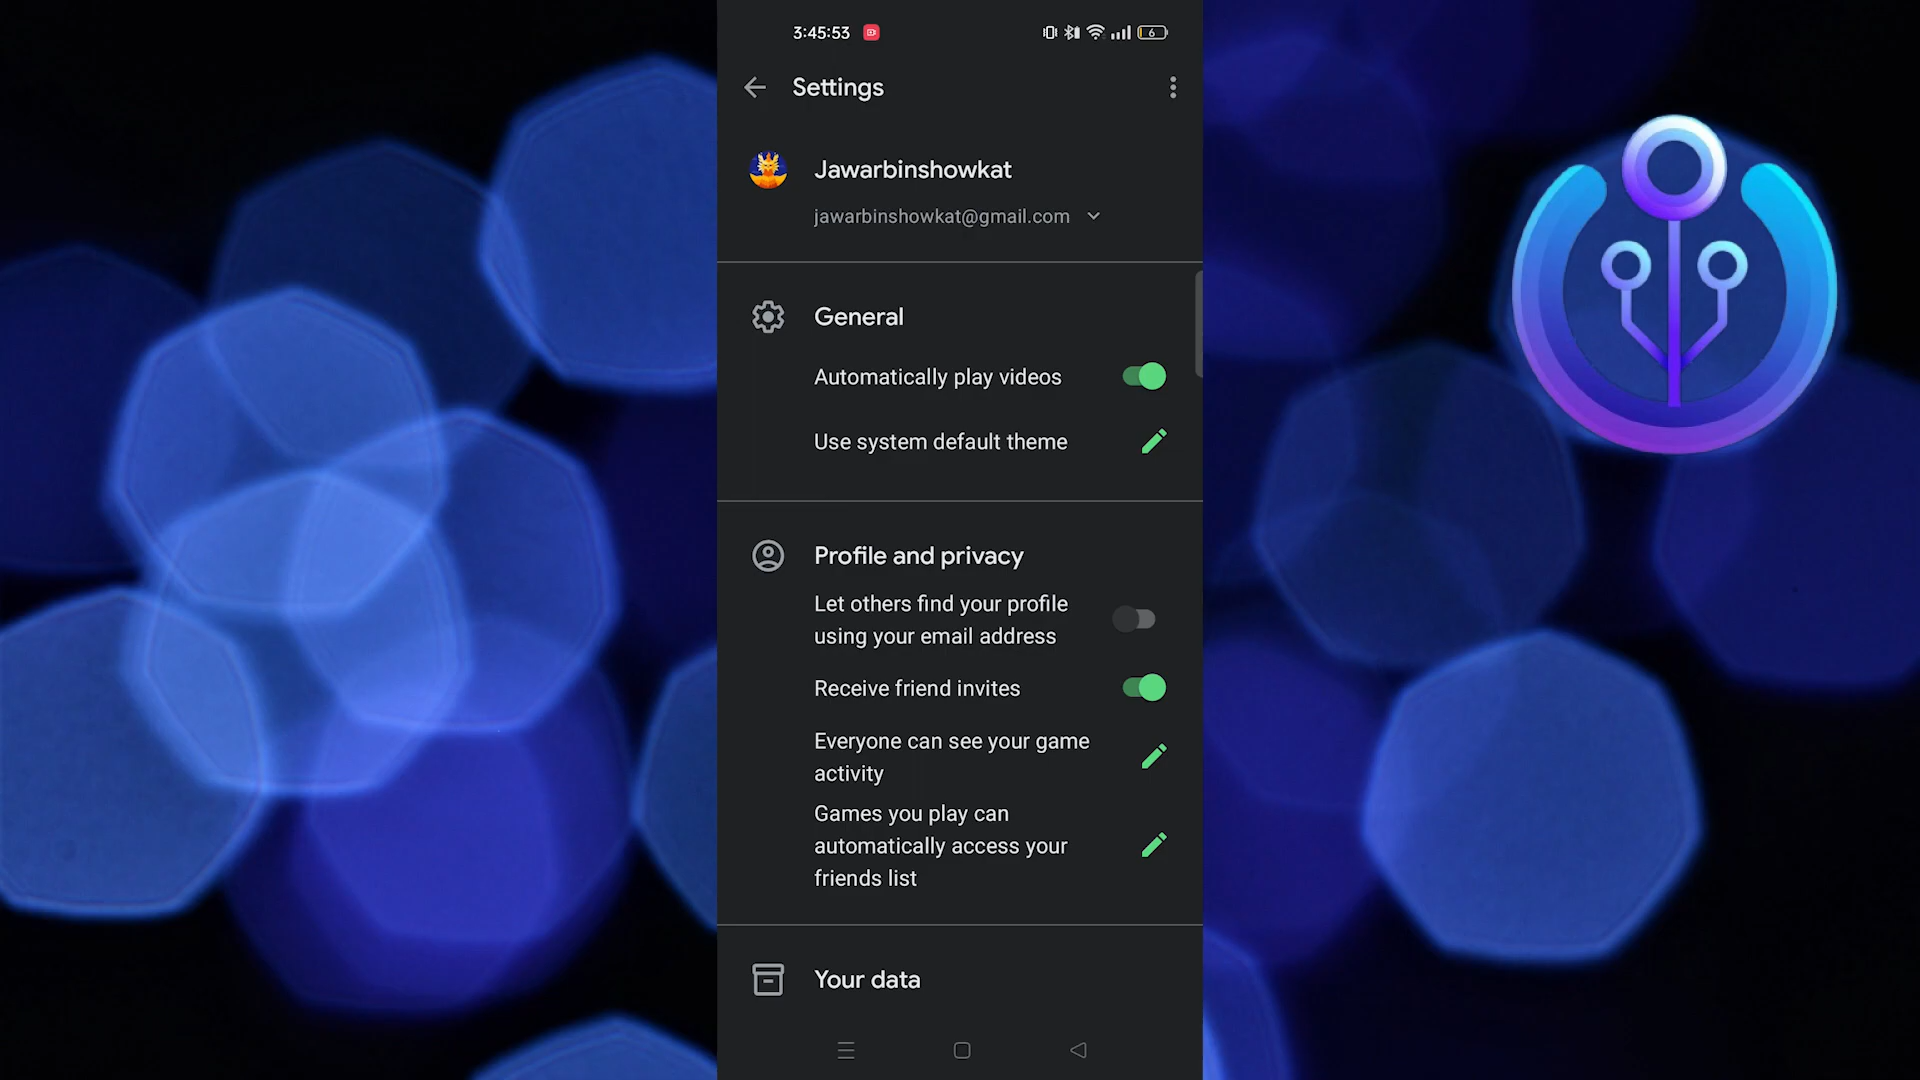 3:45:53
6
Settings
Jawarbinshowkat
jawarbinshowkat@gmail.com
General
Automatically play videos
Use system default theme
Profile and privacy
Let others find your profile
using your email address
Receive friend invites
Everyone can see your game
activity
Games you play can
automatically access your
friends list
Your data